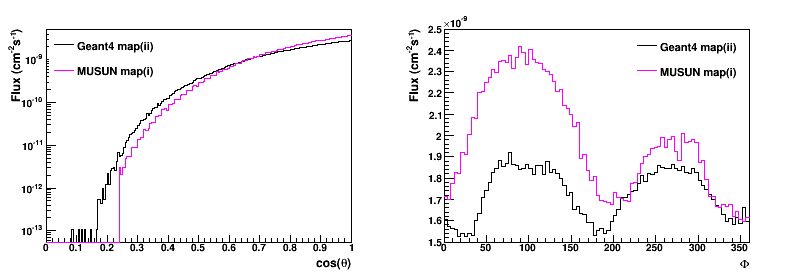 Flux (cm⁻²s⁻¹)
10⁻⁹
10⁻¹⁰
10⁻¹¹
10⁻¹²
10⁻¹³
Geant4 map(ii)
MUSUN map(i)
0 0.1 0.2 0.3 0.4 0.5 0.6 0.7 0.8 0.9 1
cos(θ)
×10⁻⁹
Flux (cm⁻²s⁻¹)
2.5
2.4
2.3
2.2
2.1
2
1.9
1.8
1.7
1.6
1.5
Geant4 map(ii)
MUSUN map(i)
0 50 100 150 200 250 300 350
Φ